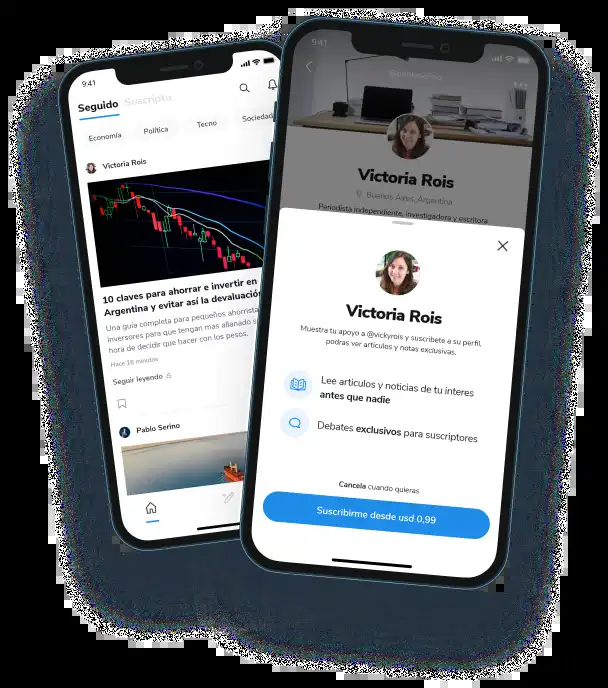 9:41
Seguido Suscripto
Economía Política Tecno Sociedad
Victoria Rois
10 claves para ahorrar e invertir en
Argentina y evitar así la devaluación
Una guía completa para pequeños ahorristas
inversores para que tengan mas afianado
hora de decidir que hacer con los pesos.
Hace 18 minutos
Seguir leyendo
Pablo Serino
9:41
Victoria Rois
Buenos Aires, Argentina
Periodista independiente, investigadora y escritora
Victoria Rois
Muestra tu apoyo a @vickyrois y suscribete a su perfil,
podras ver articulos y notas exclusivas.
Lee articulos y noticias de tu interes
antes que nadie
Debates exclusivos para suscriptores
Cancela cuando quieras
Suscribirme desde usd 0,99